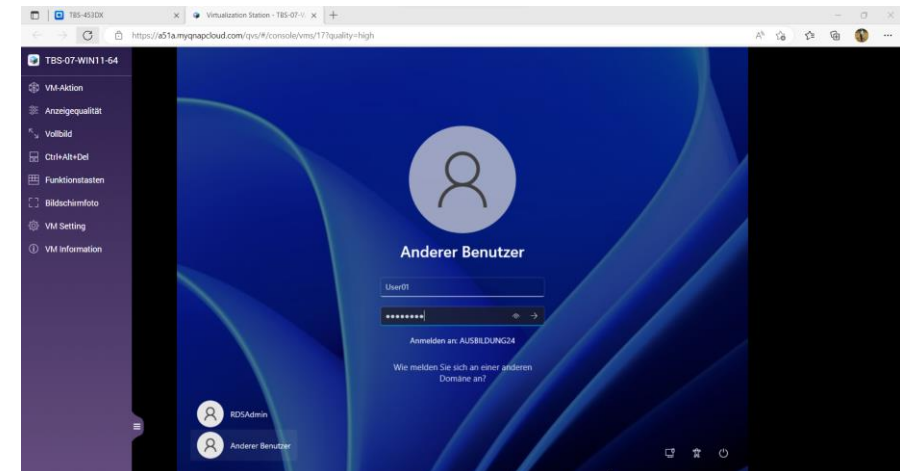 TBS-453DX
Virtualization Station - TBS-07-V
https://a51a.myqnapcloud.com/qvs/#/console/vms/17?quality=high
TBS-07-WIN11-64
VM-Aktion
Anzeigequalität
Vollbild
Ctrl+Alt+Del
Funktionstasten
Bildschirmfoto
VM Setting
VM Information
Anderer Benutzer
User01
Anmelden an: AUSBILDUNG24
Wie melden Sie sich an einer anderen
Domäne an?
RDSAdmin
Anderer Benutzer